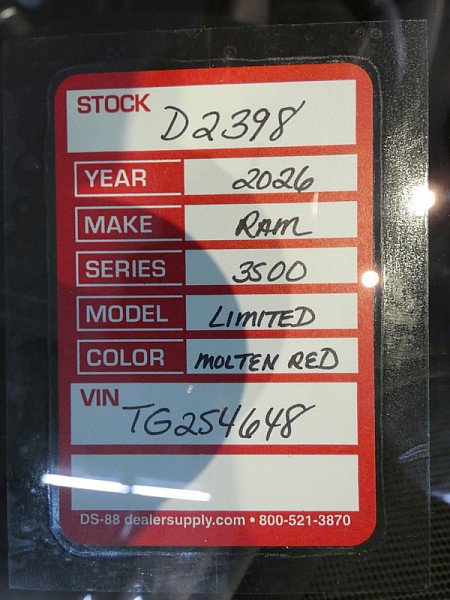 STOCK D2398
YEAR 2026
MAKE RAM
SERIES 3500
MODEL LIMITED
COLOR MOLTEN RED
VIN TG254648
DS-88 dealersupply.com • 800-521-3870